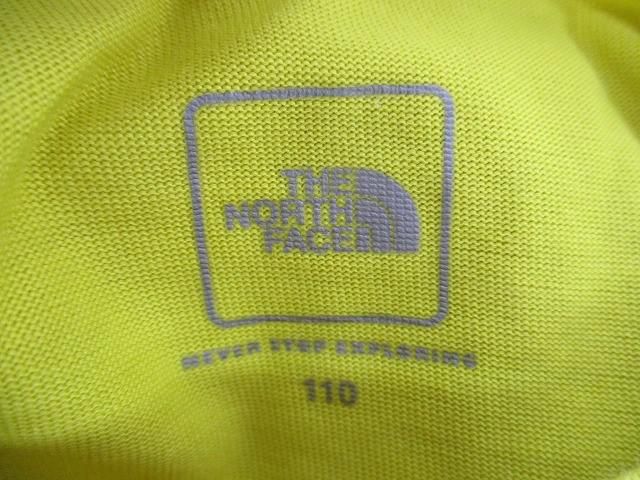 THE
NORTH
FACE
NEVER STOP EXPLORING
110